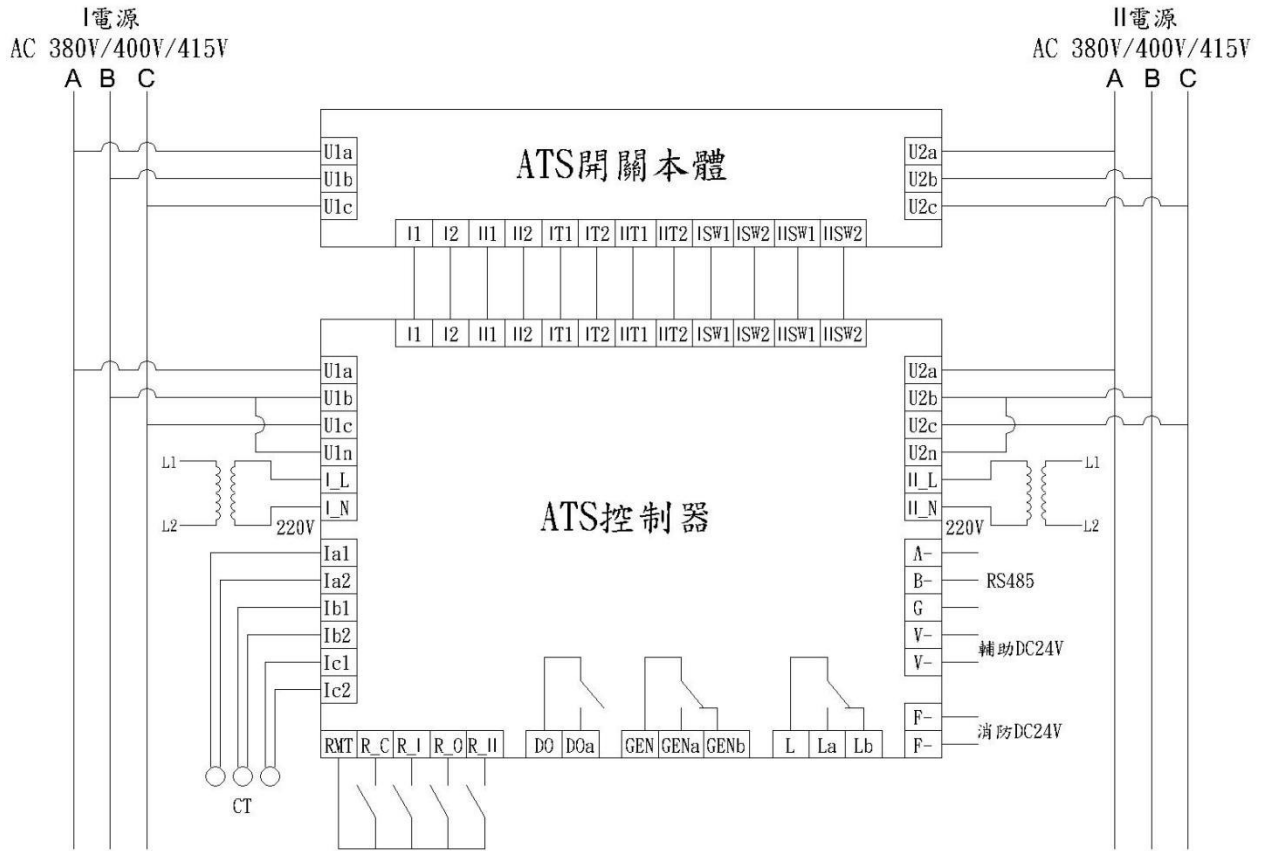 I電源
AC 380V/400V/415V
A B C
II電源
AC 380V/400V/415V
A B C
ATS開關本體
U1a
U1b
U1c
U2a
U2b
U2c
I1 I2 II1 II2 IT1 IT2 IIT1 IIT2 ISW1 ISW2 IISW1 IISW2
I1 I2 II1 II2 IT1 IT2 IIT1 IIT2 ISW1 ISW2 IISW1 IISW2
ATS控制器
U1a
U1b
U1c
U1n
I_L
I_N
L1
L2
220V
Ia1
Ia2
Ib1
Ib2
Ic1
Ic2
CT
U2a
U2b
U2c
U2n
II_L
II_N
L1
L2
220V
A-
B-
G
RS485
V-
V-
輔助DC24V
F-
F-
消防DC24V
RMT R_C R_I R_O R_II
DO DOa
GEN GENa GENb
L La Lb